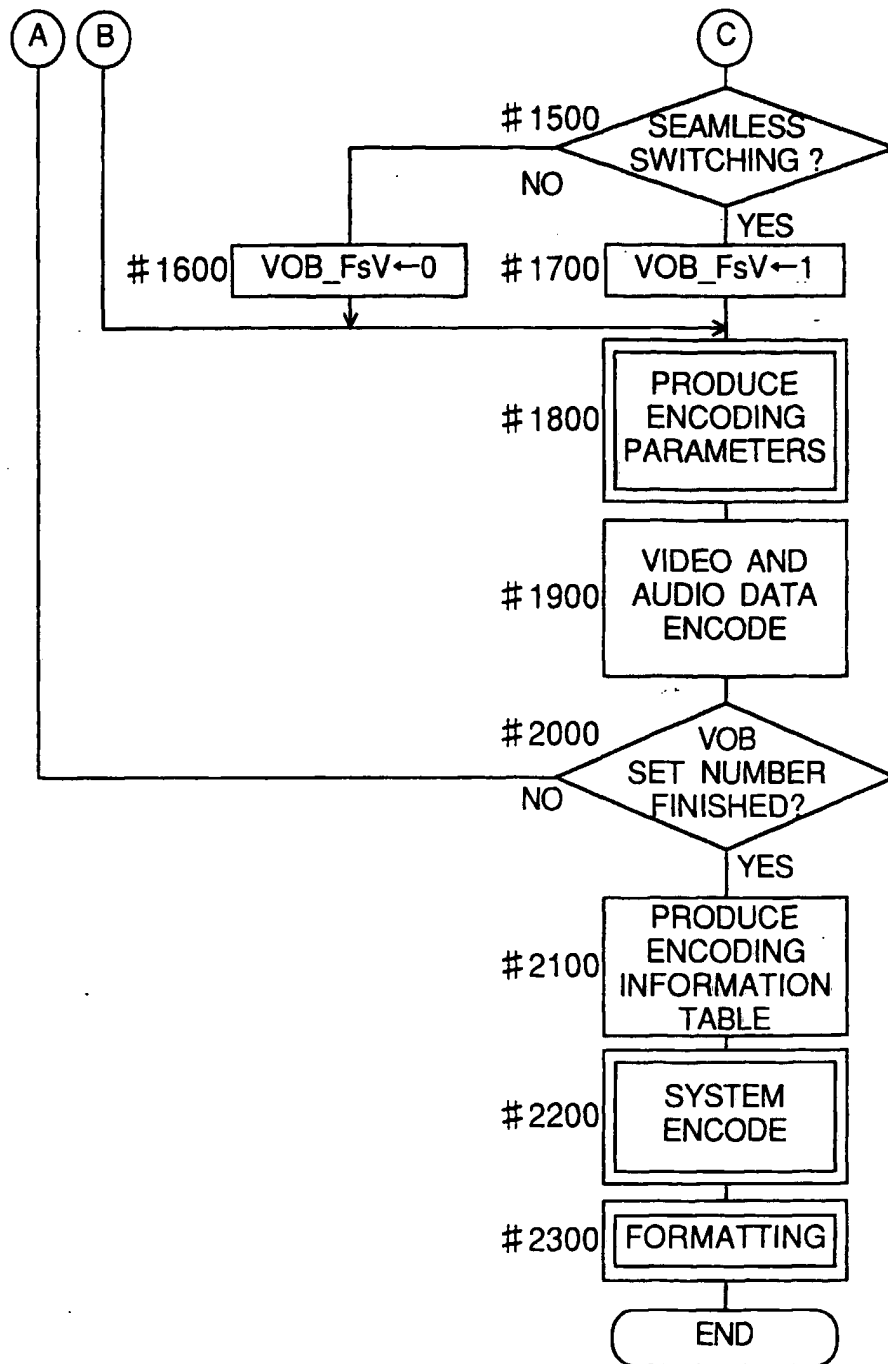 A B C
#1500 SEAMLESS
SWITCHING ?
NO
YES
#1600 VOB_FsV←0 #1700 VOB_FsV←1
PRODUCE
#1800 ENCODING
PARAMETERS
VIDEO AND
#1900 AUDIO DATA
ENCODE
#2000 VOB
SET NUMBER
NO FINISHED?
YES
PRODUCE
ENCODING
#2100 INFORMATION
TABLE
SYSTEM
#2200 ENCODE
#2300 FORMATTING
END